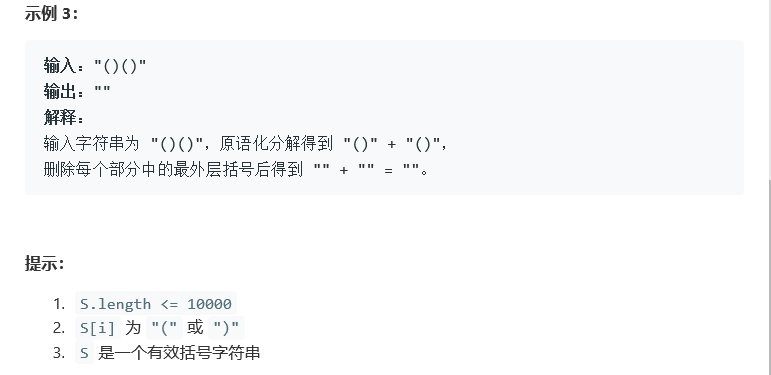 示例 3：
输入："()()"
输出：""
解释：
输入字符串为 "()()"，原语化分解得到 "()" + "()"，
删除每个部分中的最外层括号后得到 "" + "" = ""。
提示：
1. S.length <= 10000
2. S[i] 为 "(" 或 ")"
3. S 是一个有效括号字符串